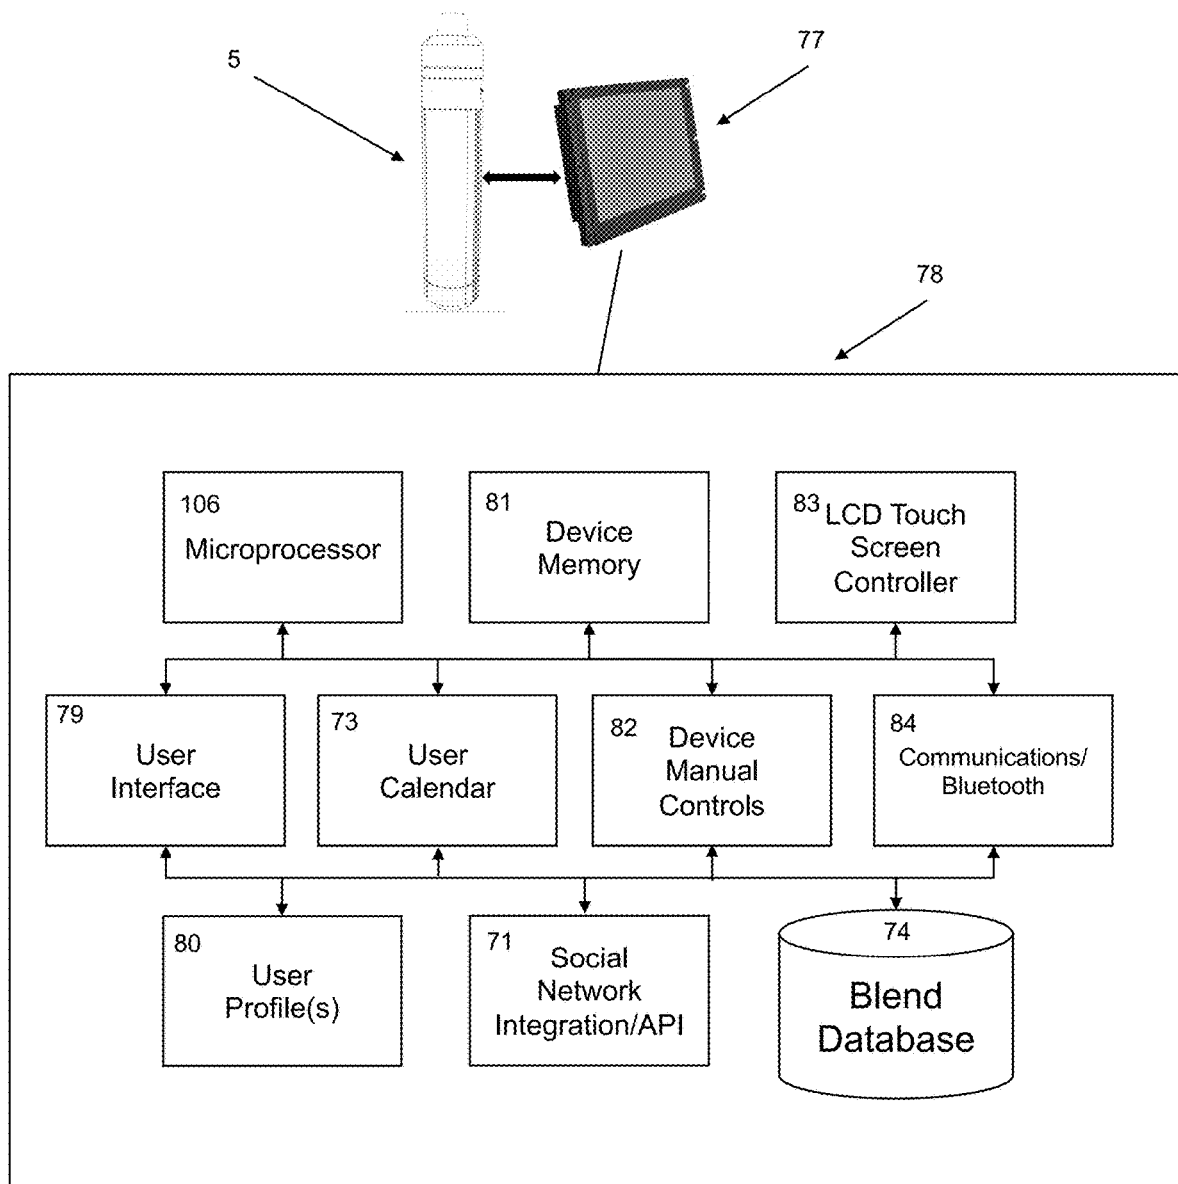 5
77
78
106
Microprocessor
81
Device
Memory
83
LCD Touch
Screen
Controller
79
User
Interface
73
User
Calendar
82
Device
Manual
Controls
84
Communications/
Bluetooth
80
User
Profile(s)
71
Social
Network
Integration/API
74
Blend
Database